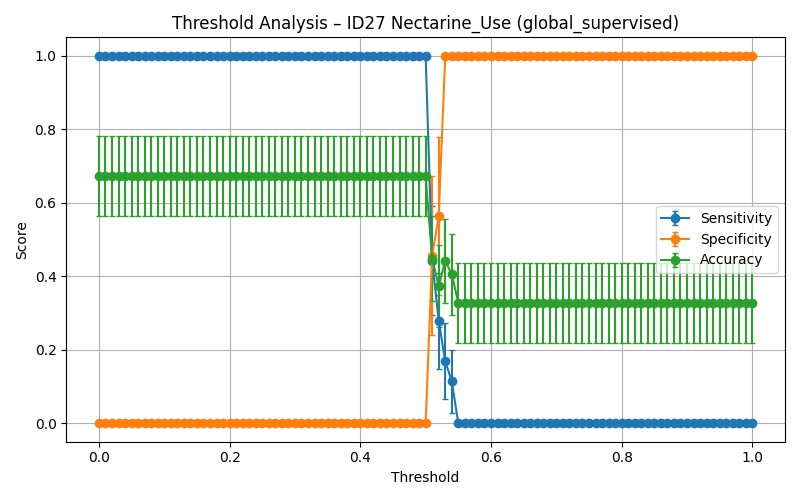 Threshold Analysis – ID27 Nectarine_Use (global_supervised)
1.0
0.8
0.6
0.4
0.2
0.0
Score
Sensitivity
Specificity
Accuracy
0.0 0.2 0.4 0.6 0.8 1.0
Threshold